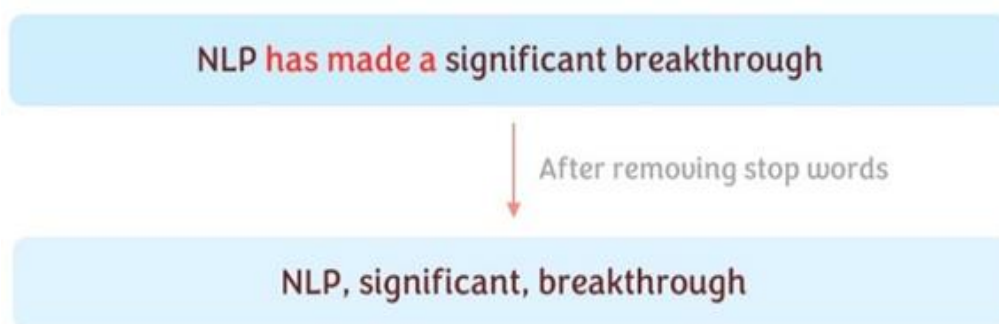 NLP has made a significant breakthrough
After removing stop words
NLP, significant, breakthrough